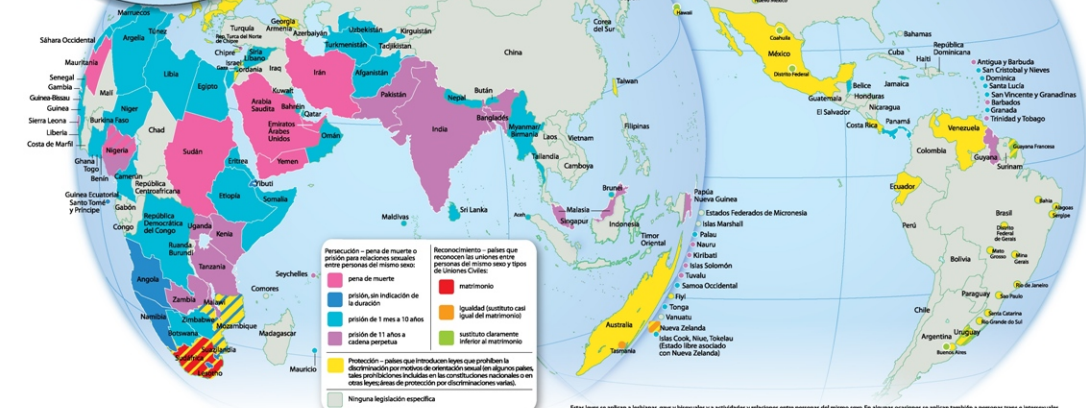 Marruecos
Túnez
Argelia
Sáhara Occidental
Libia
Egipto
Mauritania
Malí
Níger
Chad
Sudán
Eritrea
Senegal
Gambia
Guinea-Bissau
Guinea
Sierra Leona
Liberia
Costa de Marfil
Burkina Faso
Ghana
Togo
Benín
Nigeria
Camerún
República
Centroafricana
Guinea Ecuatorial
Santo Tomé
y Príncipe
Gabón
Congo
República
Democrática
del Congo
Uganda
Kenia
Ruanda
Burundi
Etiopía
Somalia
Yibuti
Tanzania
Angola
Zambia
Malawi
Namibia
Zimbabwe
Botswana
Mozambique
Suazilandia
Lesotho
Madagascar
Mauricio
Seychelles
Comores
Georgia
Turquía
Armenia
Azerbaiyán
Rep. Turca del Norte
de Chipre
Chipre
Siria
Líbano
Israel
Gaza
Jordania
Iraq
Irán
Kuwait
Bahréin
Qatar
Arabia
Saudita
Emiratos
Árabes
Unidos
Omán
Yemen
Uzbekistán
Kirguistán
Turkmenistán
Tadjikistán
Afganistán
Pakistán
India
Nepal
Bután
Bangladés
China
Corea
del Sur
Taiwan
Myanmar/
Birmania
Laos
Vietnam
Tailandia
Camboya
Filipinas
Maldivas
Sri Lanka
Aceh
Brunei
Malasia
Singapur
Indonesia
Timor
Oriental
Papúa
Nueva Guinea
Estados Federados de Micronesia
Islas Marshall
Palau
Nauru
Kiribati
Islas Solomón
Tuvalu
Samoa Occidental
Fiyi
Tonga
Vanuatu
Nueva Zelanda
Islas Cook, Niue, Tokelau
(Estado libre asociado
con Nueva Zelanda)
Australia
Tasmania
Hawaii
Coahuila
México
Distrito Federal
Guatemala
El Salvador
Belice
Honduras
Nicaragua
Costa Rica
Panamá
Bahamas
Cuba
Haití
República
Dominicana
Jamaica
Antigua y Barbuda
San Cristobal y Nieves
Dominica
Santa Lucía
San Vincente y Granadinas
Barbados
Granada
Trinidad y Tobago
Venezuela
Colombia
Guyana
Surinam
Guayana Francesa
Ecuador
Perú
Brasil
Bahía
Alagoas
Sergipe
Mato
Grosso
Mina
Gerais
Bolivia
Rio de Janeiro
Sao Paulo
Paraguay
Santa Catarina
Rio Grande do Sul
Chile
Argentina
Uruguay
Buenos Aires
Persecución – pena de muerte o
prisión para relaciones sexuales
entre personas del mismo sexo:
pena de muerte
prisión, sin indicación de
la duración
prisión de 1 mes a 10 años
prisión de 11 años a
cadena perpetua
Reconocimiento – países que
reconocen las uniones entre
personas del mismo sexo y tipos
de Uniones Civiles:
matrimonio
Igualdad (sustituto casi
igual del matrimonio)
sustituto claramente
inferior al matrimonio
Protección – países que introducen leyes que prohiben la
discriminación por motivos de orientación sexual (en algunos países,
tales prohibiciones incluidas en las constituciones nacionales o en
otras leyes; áreas de protección por discriminaciones varias).
Ninguna legislación específica